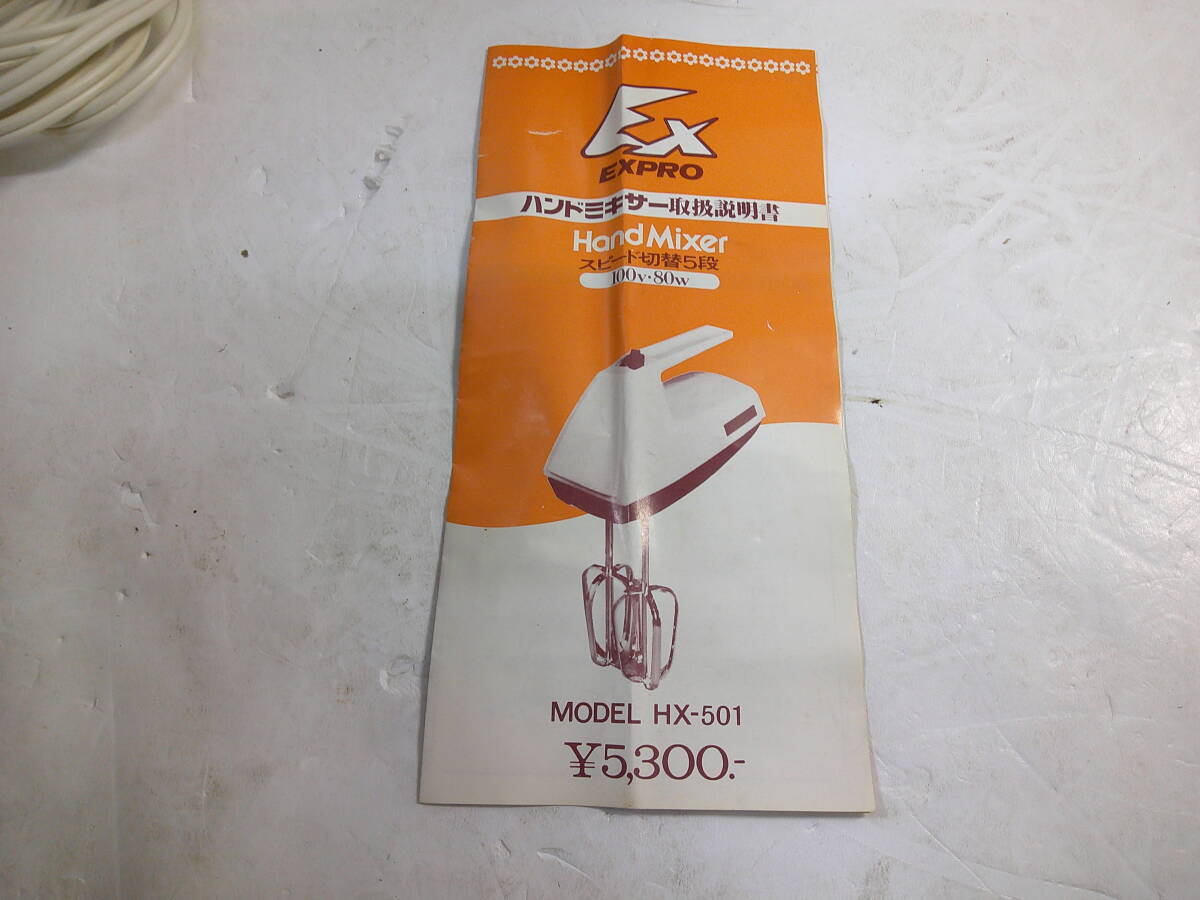 Ex
EXPRO
ハンドミキサー取扱説明書
Hand Mixer
スピード切替5段
100v・80w
MODEL HX-501
¥5,300.-